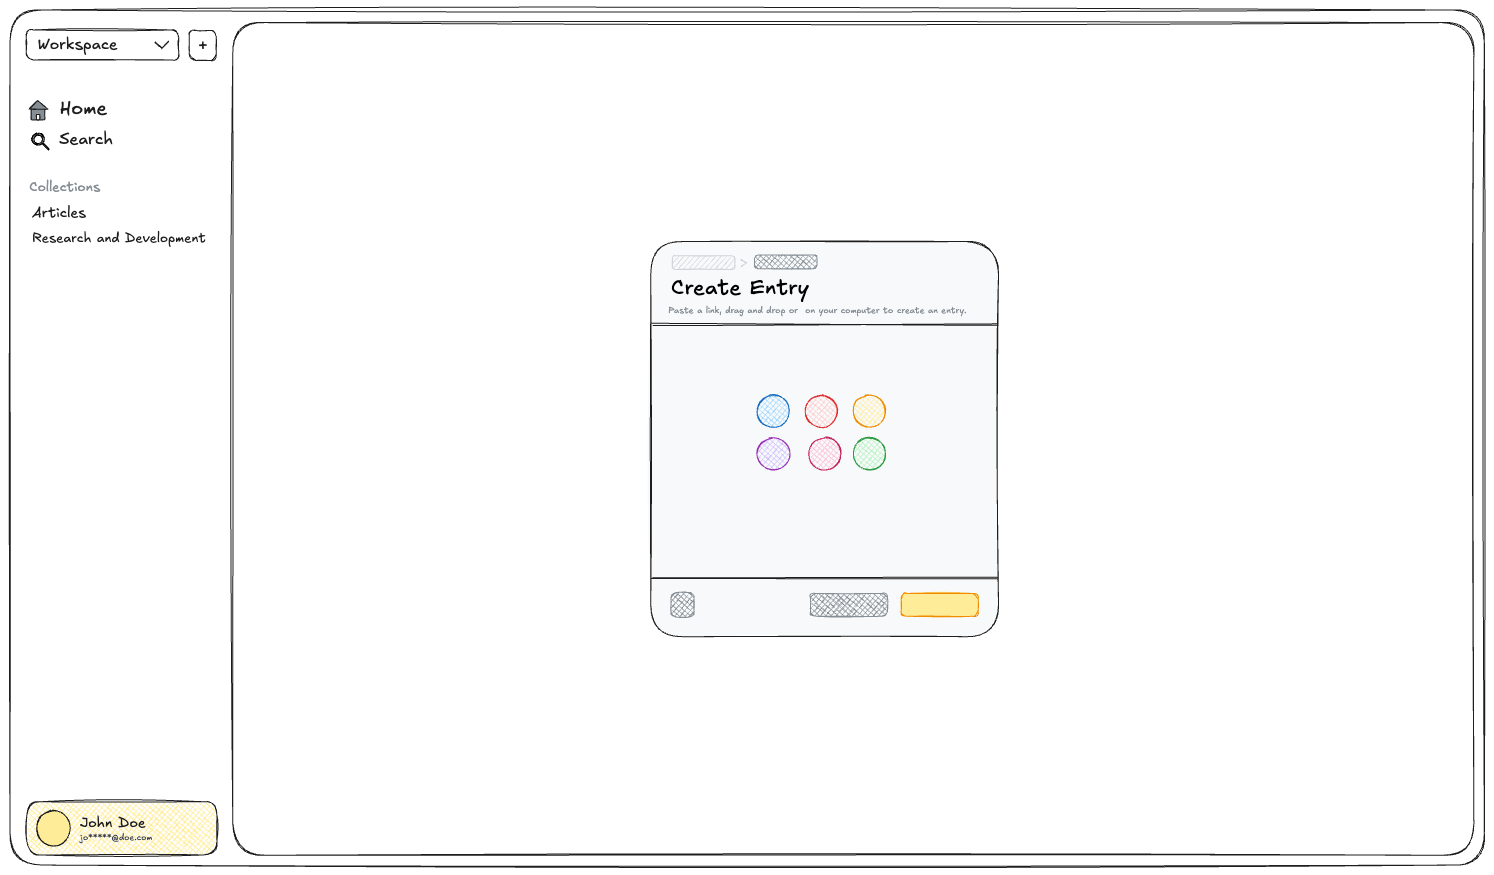 Workspace
+
Home
Search
Collections
Articles
Research and Development
>
Create Entry
Paste a link, drag and drop or  on your computer to create an entry.
John Doe
jo*****@doe.com